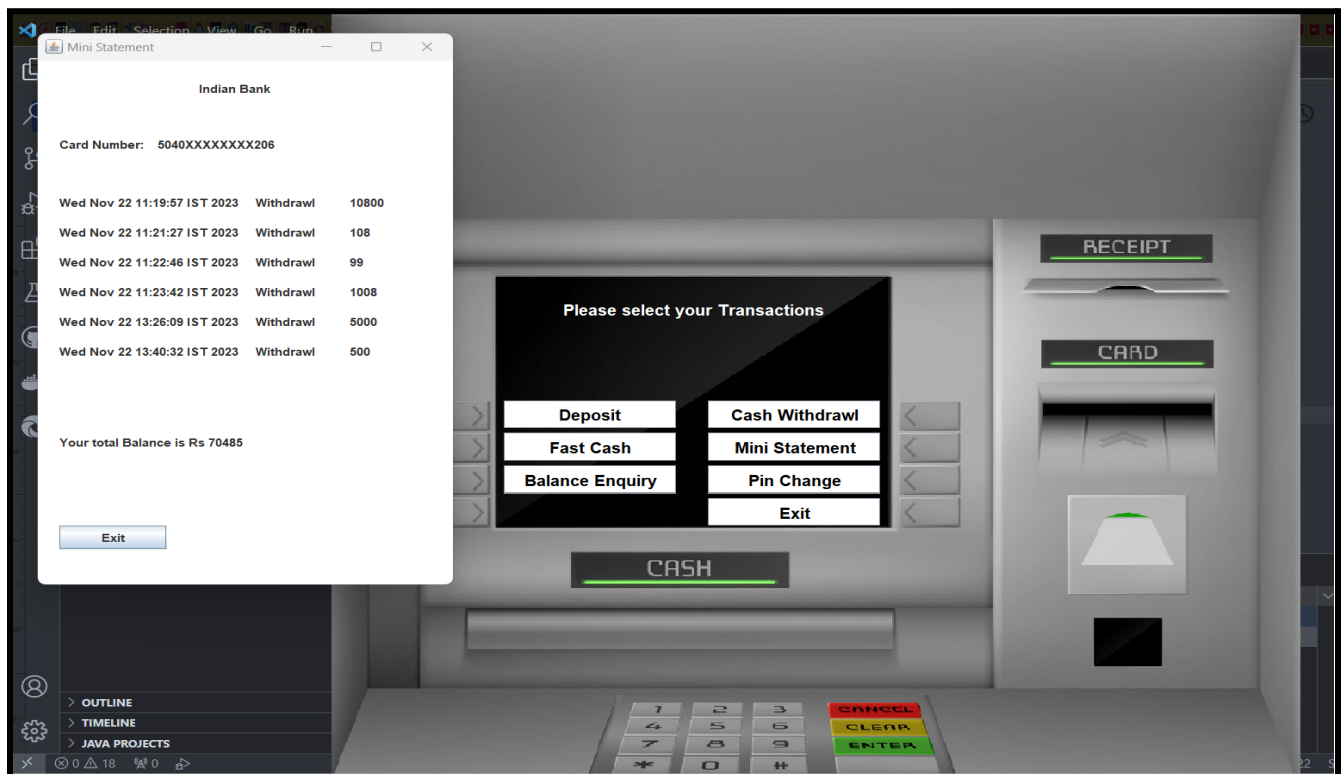 File Edit Selection View Go Run
Mini Statement
Indian Bank
Card Number: 5040XXXXXXXX206
Wed Nov 22 11:19:57 IST 2023 Withdrawl 10800
Wed Nov 22 11:21:27 IST 2023 Withdrawl 108
Wed Nov 22 11:22:46 IST 2023 Withdrawl 99
Wed Nov 22 11:23:42 IST 2023 Withdrawl 1008
Wed Nov 22 13:26:09 IST 2023 Withdrawl 5000
Wed Nov 22 13:40:32 IST 2023 Withdrawl 500
Your total Balance is Rs 70485
Exit
Please select your Transactions
Deposit Cash Withdrawl
Fast Cash Mini Statement
Balance Enquiry Pin Change
Exit
RECEIPT
CARD
CASH
1 2 3 CANCEL
4 5 6 CLEAR
7 8 9 ENTER
* 0 #
OUTLINE
TIMELINE
JAVA PROJECTS
0 18 0
22